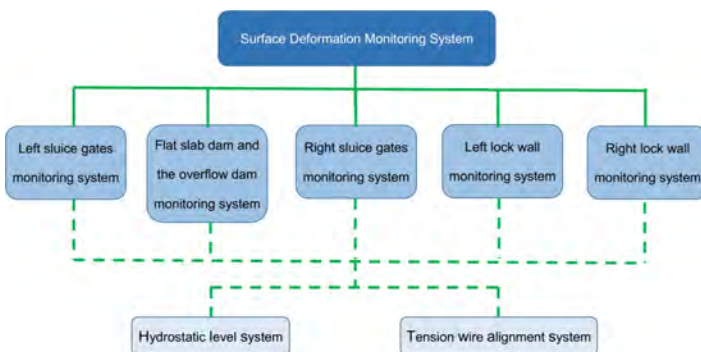 Surface Deformation Monitoring System
Left sluice gates
monitoring system
Flat slab dam and
the overflow dam
monitoring system
Right sluice gates
monitoring system
Left lock wall
monitoring system
Right lock wall
monitoring system
Hydrostatic level system
Tension wire alignment system